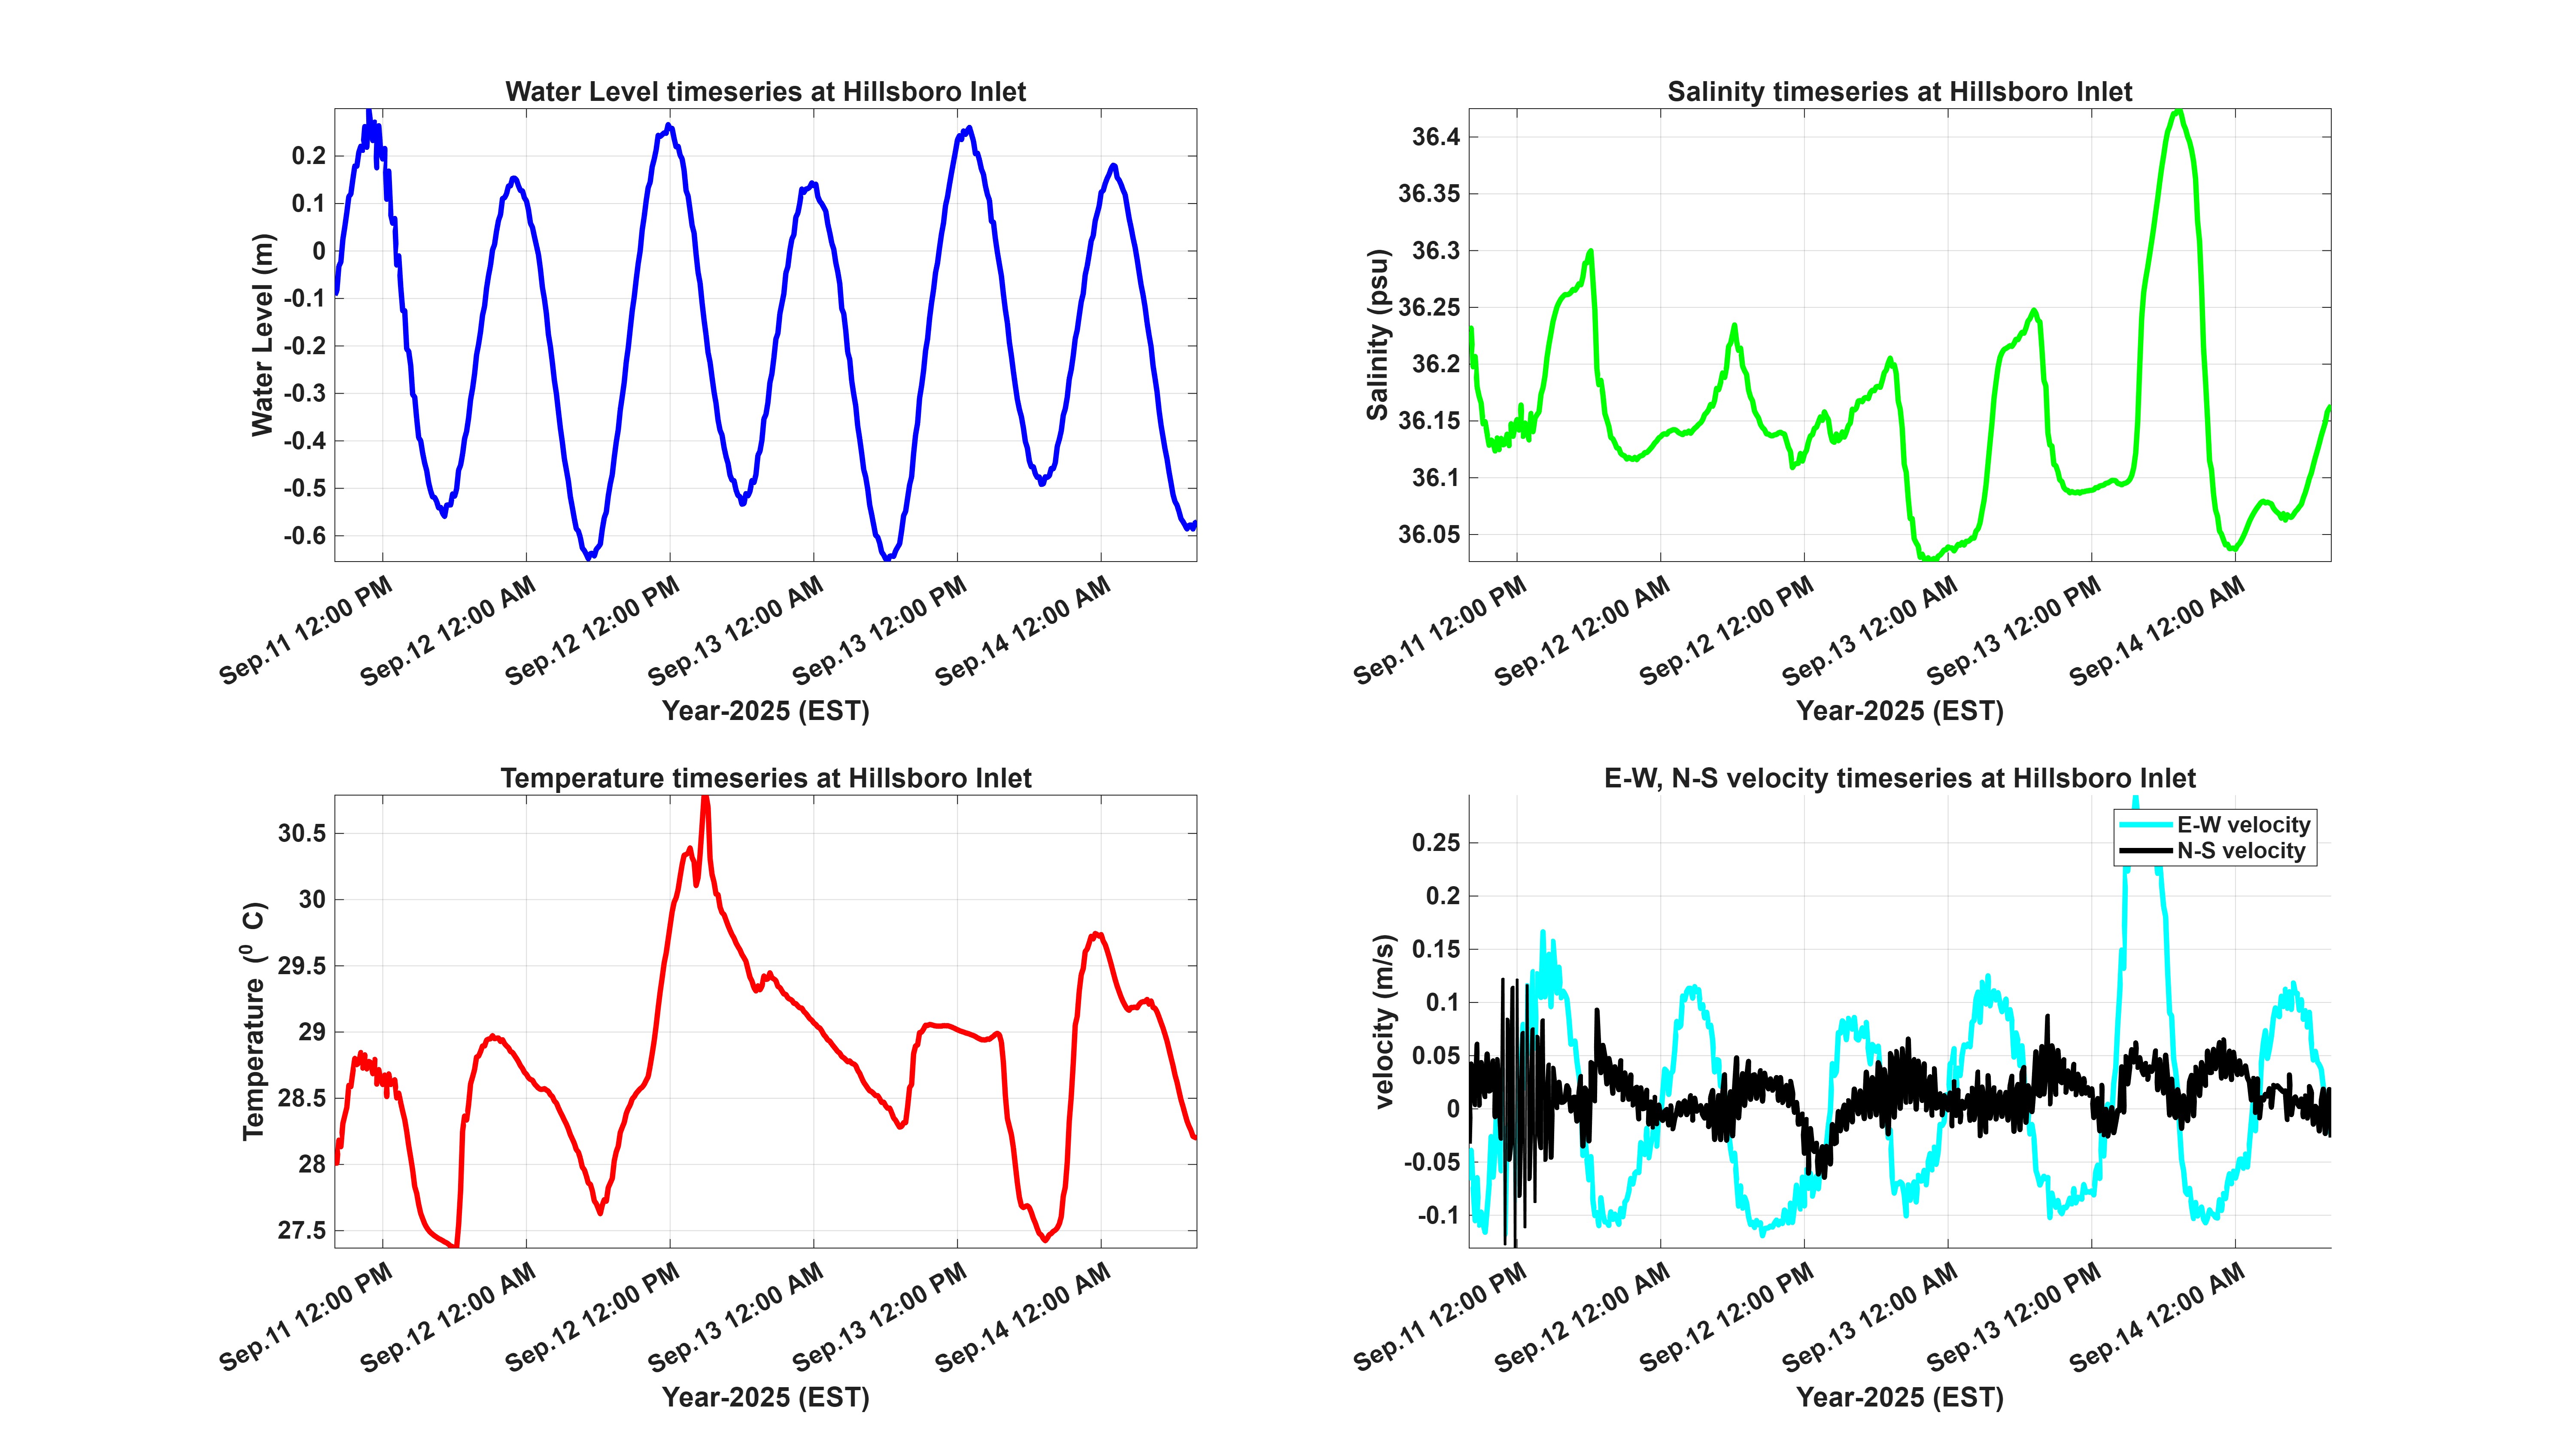 Water Level timeseries at Hillsboro Inlet
Water Level (m)
0.2
0.1
0
-0.1
-0.2
-0.3
-0.4
-0.5
-0.6
Sep.11 12:00 PM
Sep.12 12:00 AM
Sep.12 12:00 PM
Sep.13 12:00 AM
Sep.13 12:00 PM
Sep.14 12:00 AM
Year-2025 (EST)
Salinity timeseries at Hillsboro Inlet
Salinity (psu)
36.4
36.35
36.3
36.25
36.2
36.15
36.1
36.05
Sep.11 12:00 PM
Sep.12 12:00 AM
Sep.12 12:00 PM
Sep.13 12:00 AM
Sep.13 12:00 PM
Sep.14 12:00 AM
Year-2025 (EST)
Temperature timeseries at Hillsboro Inlet
Temperature (⁰ C)
30.5
30
29.5
29
28.5
28
27.5
Sep.11 12:00 PM
Sep.12 12:00 AM
Sep.12 12:00 PM
Sep.13 12:00 AM
Sep.13 12:00 PM
Sep.14 12:00 AM
Year-2025 (EST)
E-W, N-S velocity timeseries at Hillsboro Inlet
E-W velocity
N-S velocity
velocity (m/s)
0.25
0.2
0.15
0.1
0.05
0
-0.05
-0.1
Sep.11 12:00 PM
Sep.12 12:00 AM
Sep.12 12:00 PM
Sep.13 12:00 AM
Sep.13 12:00 PM
Sep.14 12:00 AM
Year-2025 (EST)